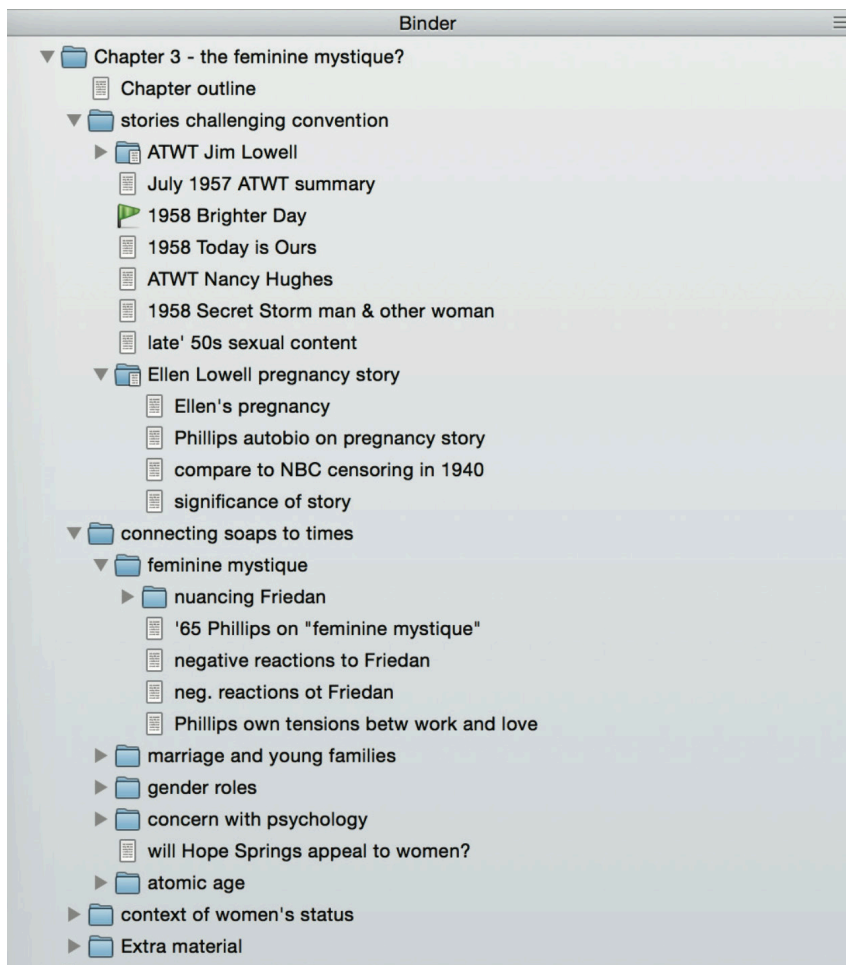 Binder
Chapter 3 - the feminine mystique?
Chapter outline
stories challenging convention
ATWT Jim Lowell
July 1957 ATWT summary
1958 Brighter Day
1958 Today is Ours
ATWT Nancy Hughes
1958 Secret Storm man & other woman
late' 50s sexual content
Ellen Lowell pregnancy story
Ellen's pregnancy
Phillips autobio on pregnancy story
compare to NBC censoring in 1940
significance of story
connecting soaps to times
feminine mystique
nuancing Friedan
'65 Phillips on "feminine mystique"
negative reactions to Friedan
neg. reactions ot Friedan
Phillips own tensions betw work and love
marriage and young families
gender roles
concern with psychology
will Hope Springs appeal to women?
atomic age
context of women's status
Extra material